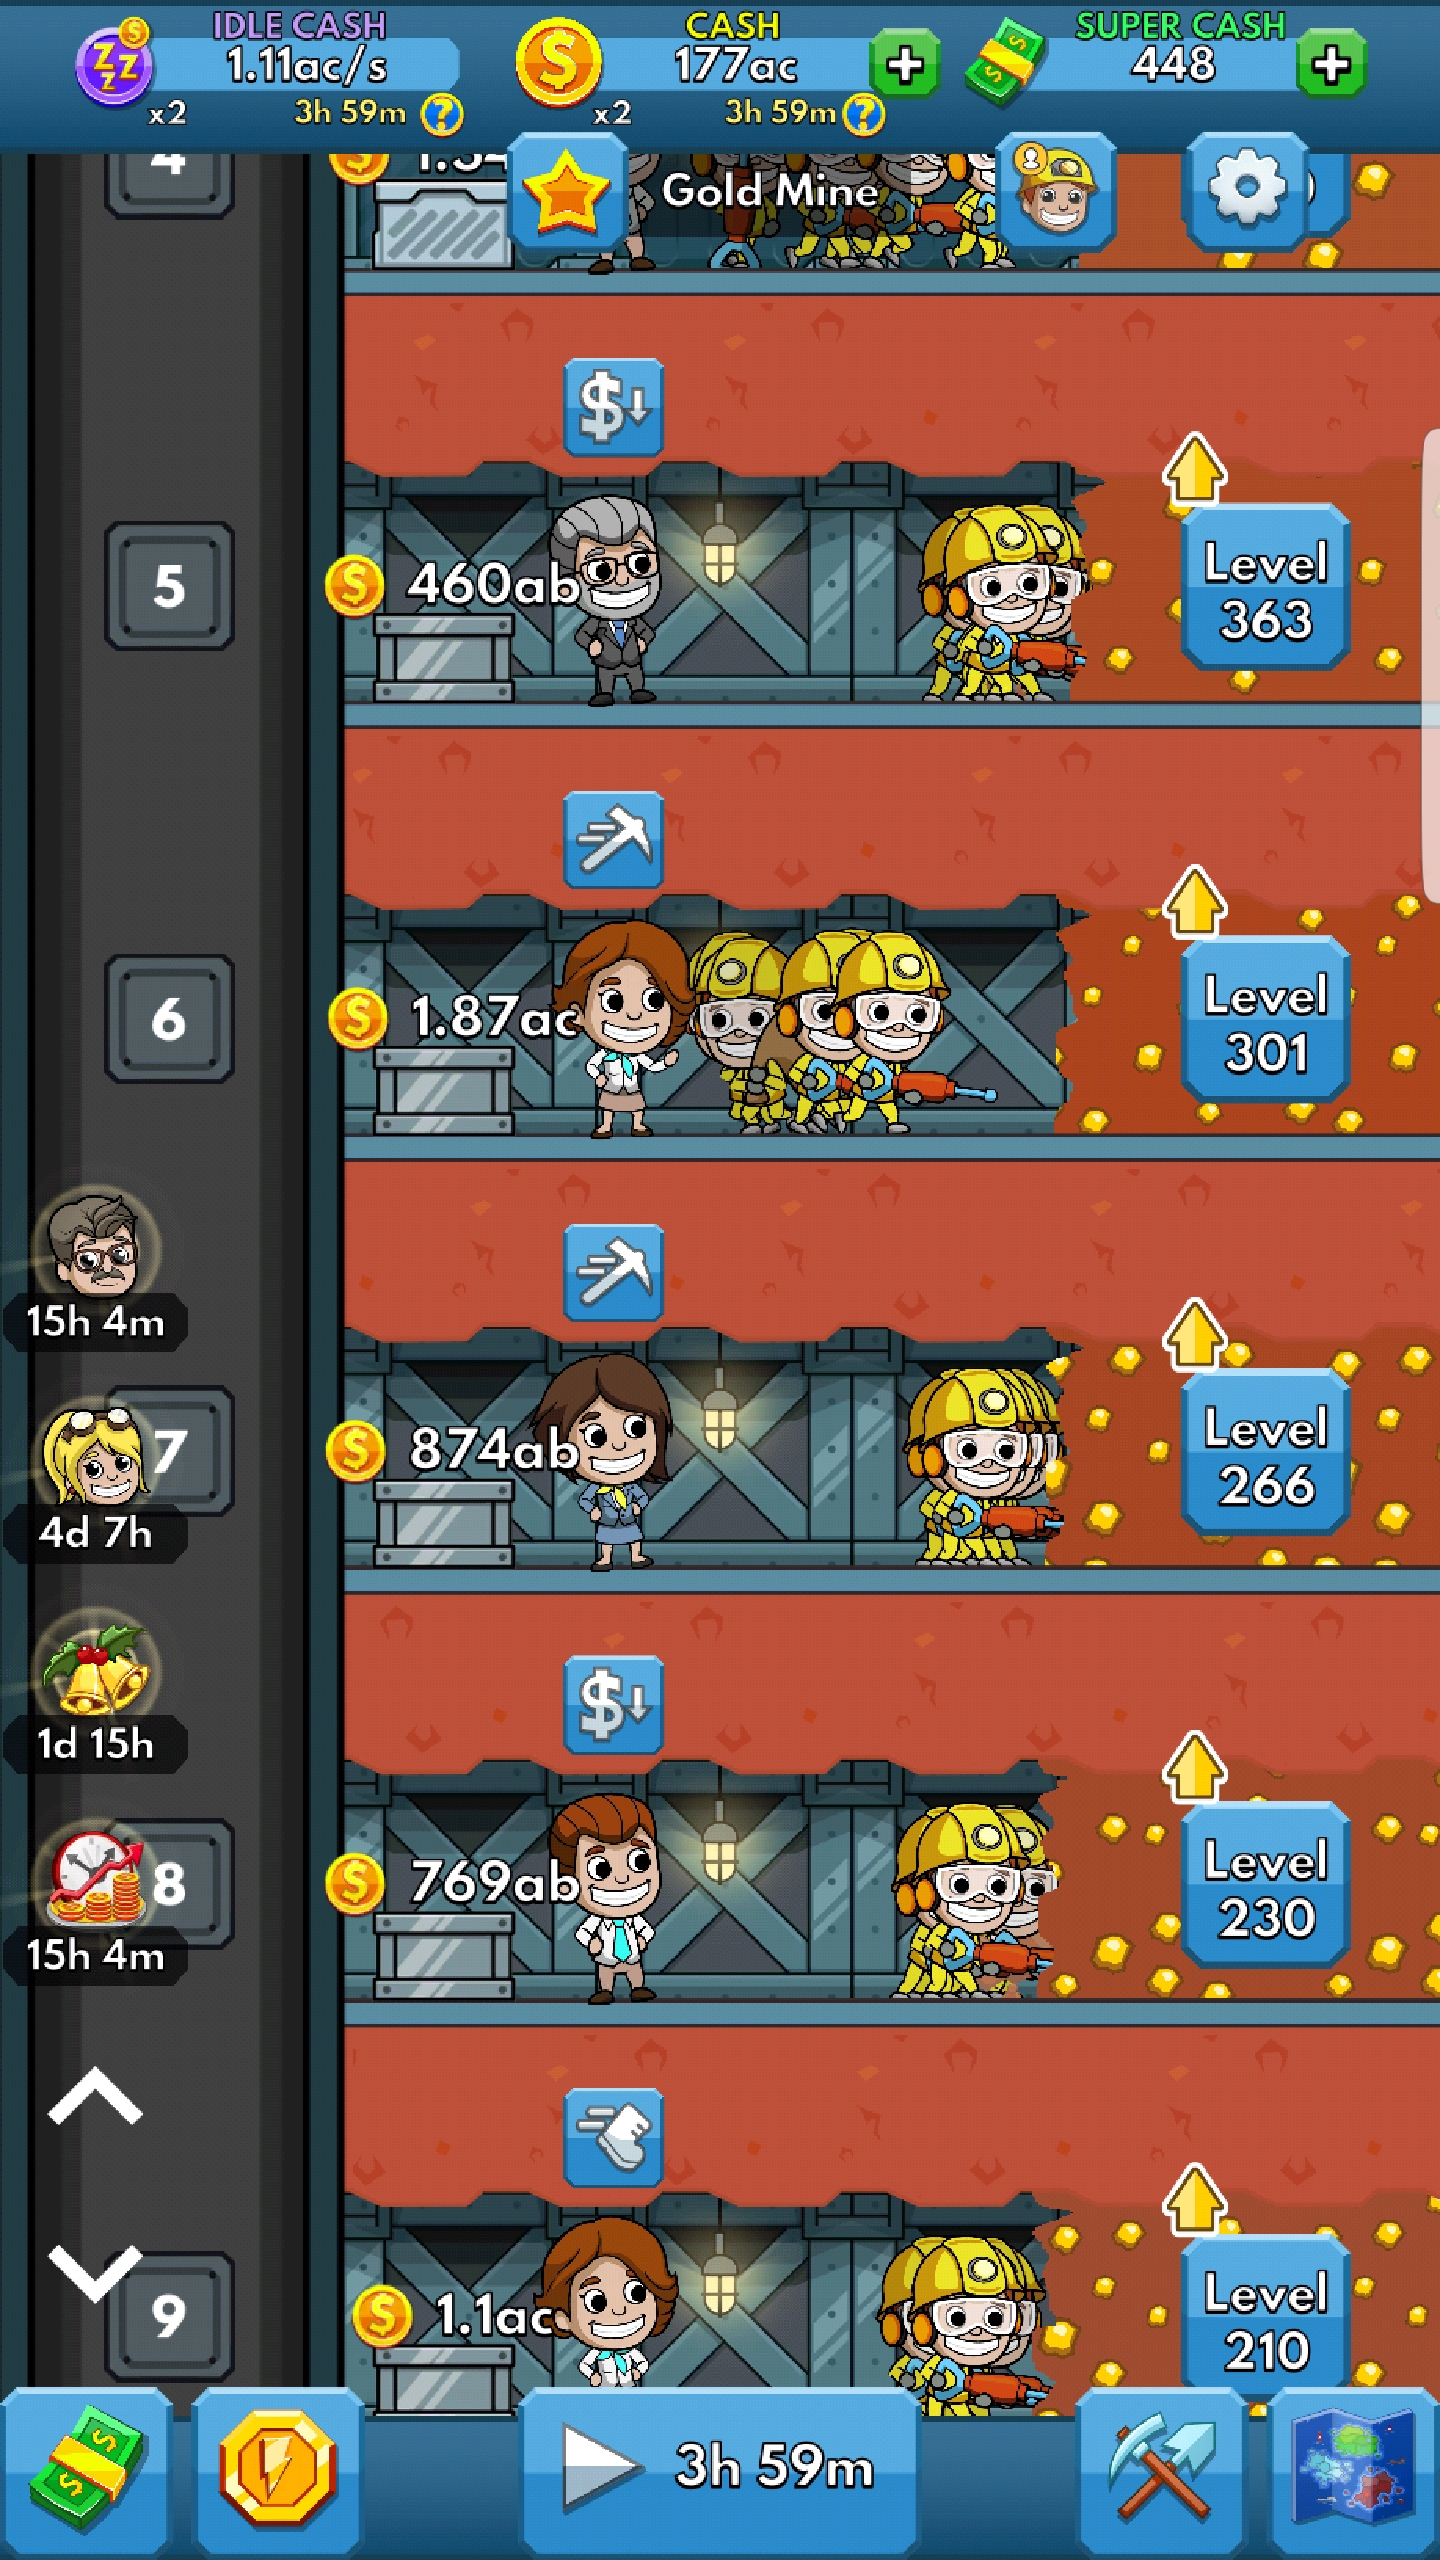 IDLE CASH
1.11ac/s
x2
3h 59m
?
CASH
177ac
x2
3h 59m
?
SUPER CASH
448
4
Gold Mine
5
460ab
Level
363
6
1.87ac
Level
301
15h 4m
7
4d 7h
874ab
Level
266
1d 15h
8
15h 4m
769ab
Level
230
9
1.1ac
Level
210
3h 59m